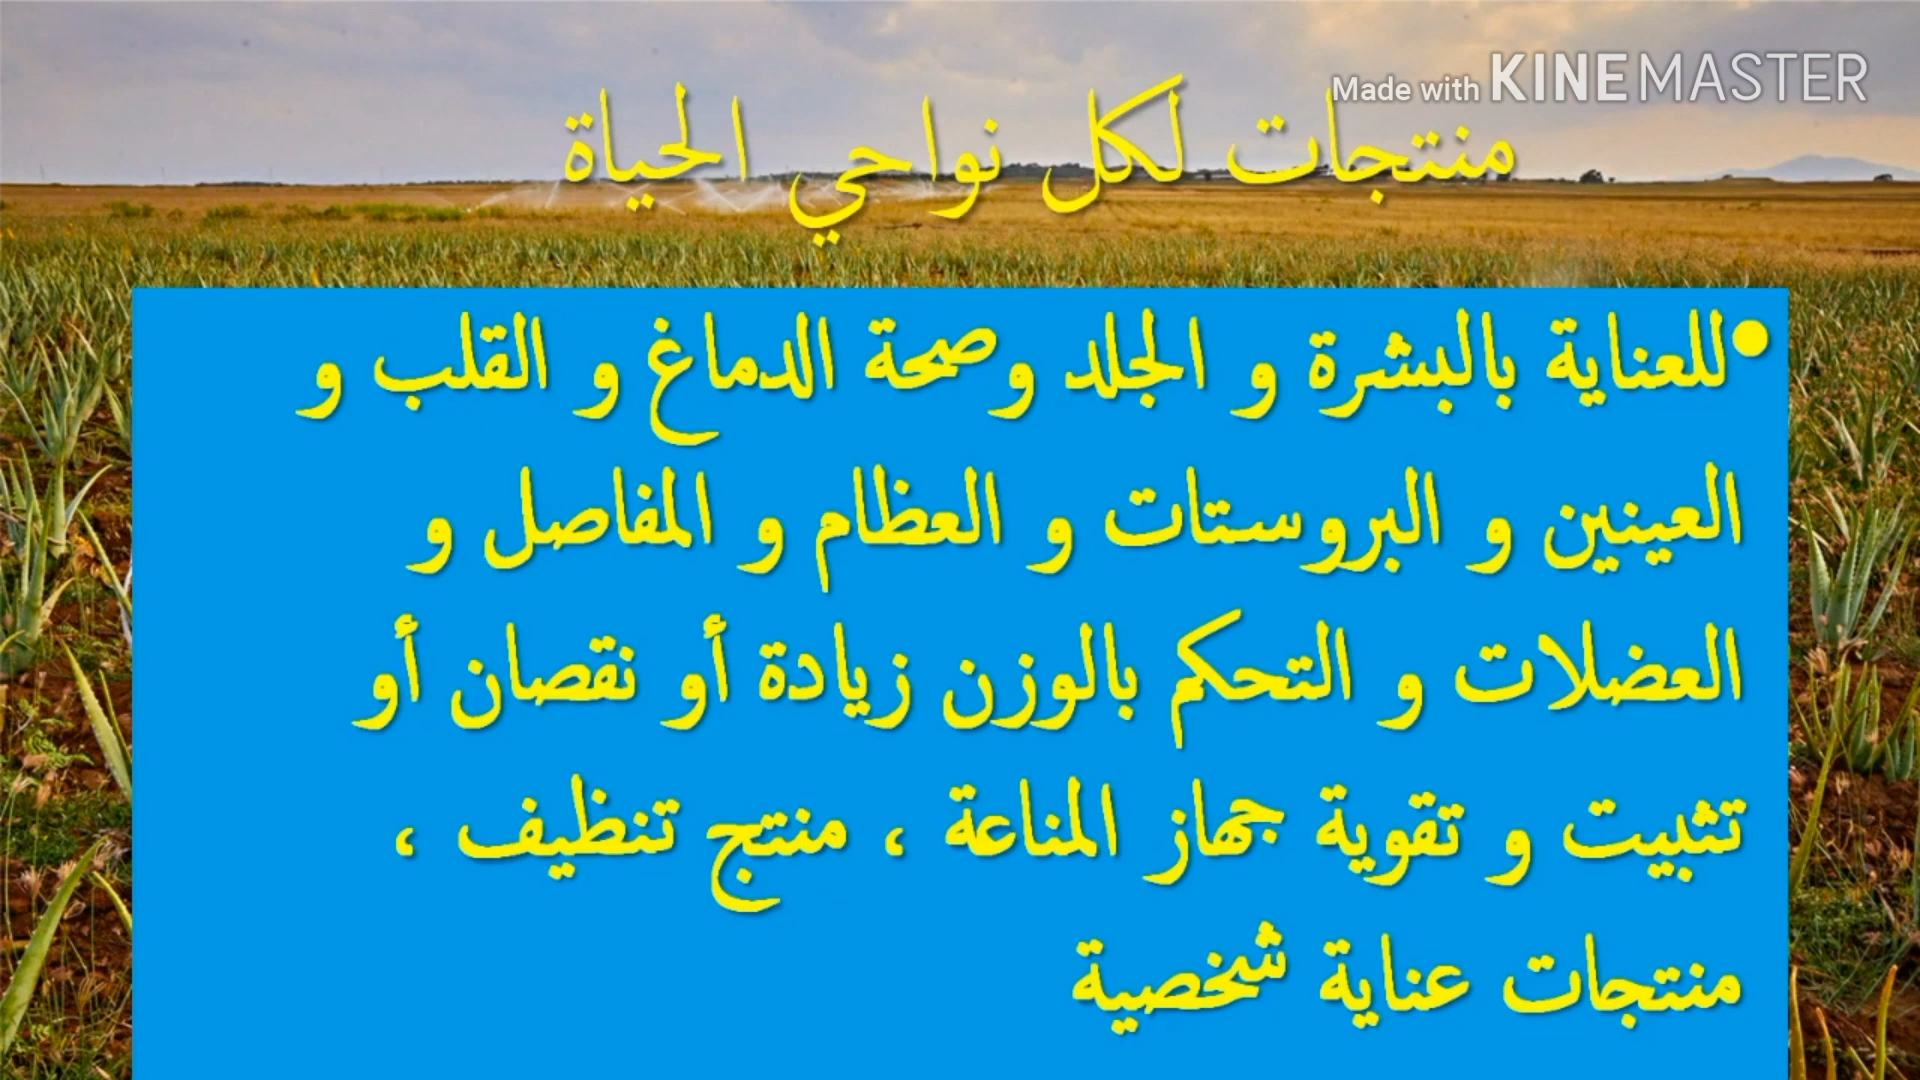 Made with KINEMASTER
منتجات لكل نواحي الحياة
•للعناية بالبشرة و الجلد وصحة الدماغ و القلب و
العينين و البروستات و العظام و المفاصل و
العضلات و التحكم بالوزن زيادة أو نقصان أو
تثبيت و تقوية جهاز المناعة ، منتج تنظيف ،
منتجات عناية شخصية